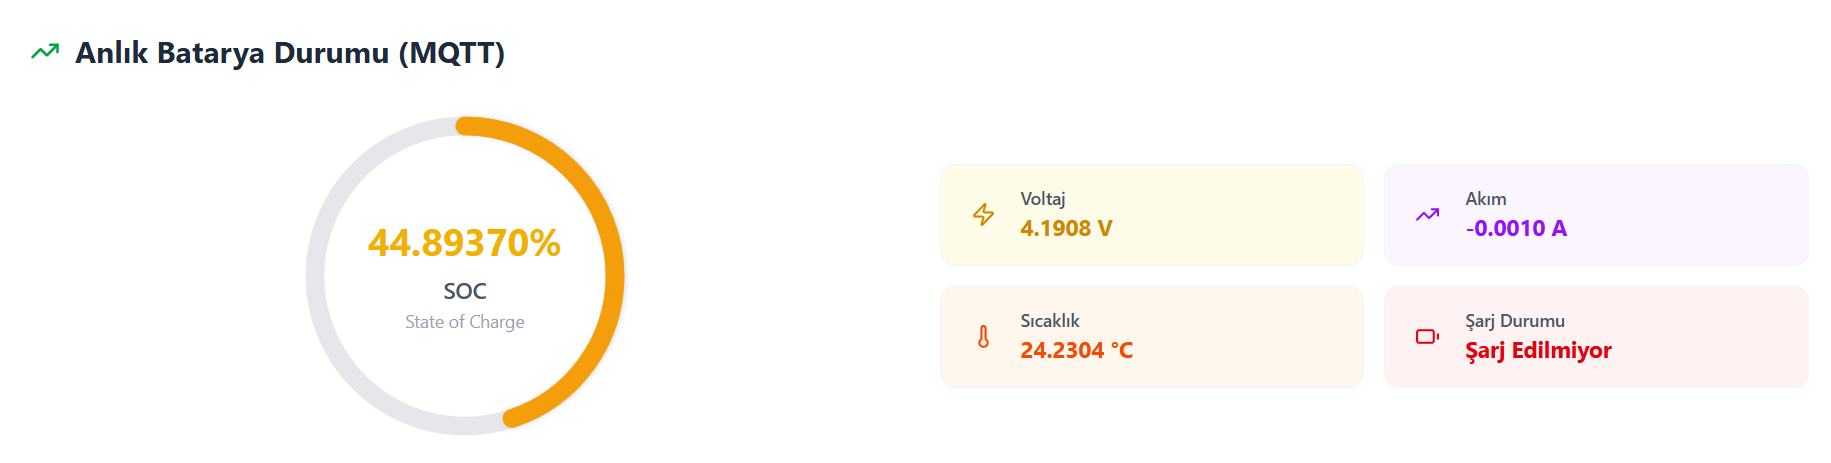 Anlık Batarya Durumu (MQTT)
44.89370%
SOC
State of Charge
Voltaj
4.1908 V
Akım
-0.0010 A
Sıcaklık
24.2304 °C
Şarj Durumu
Şarj Edilmiyor